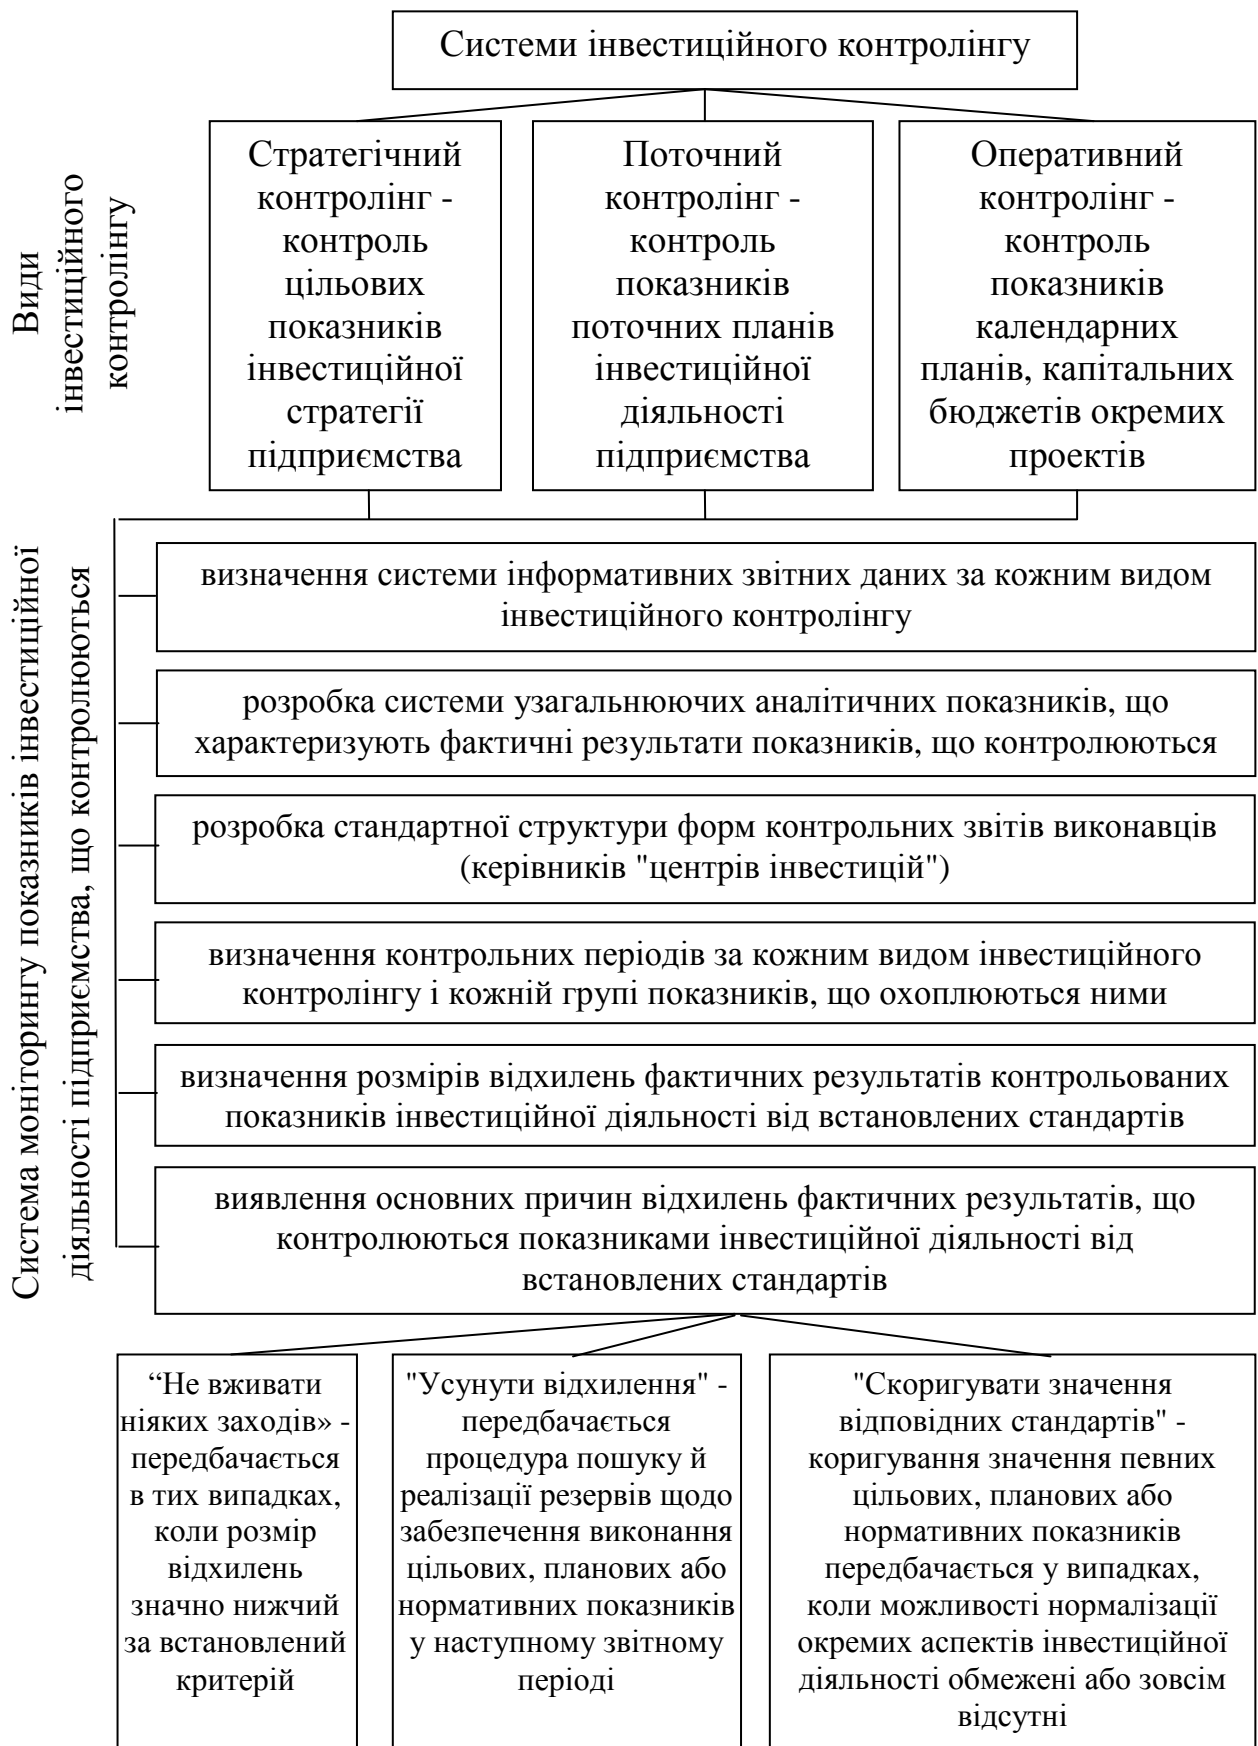 Системи інвестиційного контролінгу
Види
інвестиційного
контролінгу
Стратегічний
контролінг -
контроль
цільових
показників
інвестиційної
стратегії
підприємства
Поточний
контролінг -
контроль
показників
поточних планів
інвестиційної
діяльності
підприємства
Оперативний
контролінг -
контроль
показників
календарних
планів, капітальних
бюджетів окремих
проектів
Система моніторингу показників інвестиційної
діяльності підприємства, що контролюються
визначення системи інформативних звітних даних за кожним видом
інвестиційного контролінгу
розробка системи узагальнюючих аналітичних показників, що
характеризують фактичні результати показників, що контролюються
розробка стандартної структури форм контрольних звітів виконавців
(керівників "центрів інвестицій")
визначення контрольних періодів за кожним видом інвестиційного
контролінгу і кожній групі показників, що охоплюються ними
визначення розмірів відхилень фактичних результатів контрольованих
показників інвестиційної діяльності від встановлених стандартів
виявлення основних причин відхилень фактичних результатів, що
контролюються показниками інвестиційної діяльності від
встановлених стандартів
“Не вживати
ніяких заходів» -
передбачається
в тих випадках,
коли розмір
відхилень
значно нижчий
за встановлений
критерій
"Усунути відхилення" -
передбачається
процедура пошуку й
реалізації резервів щодо
забезпечення виконання
цільових, планових або
нормативних показників
у наступному звітному
періоді
"Скоригувати значення
відповідних стандартів" -
коригування значення певних
цільових, планових або
нормативних показників
передбачається у випадках,
коли можливості нормалізації
окремих аспектів інвестиційної
діяльності обмежені або зовсім
відсутні